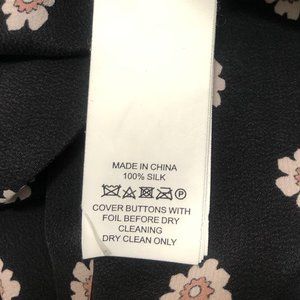 MADE IN CHINA
100% SILK
P
COVER BUTTONS WITH
FOIL BEFORE DRY
CLEANING
DRY CLEAN ONLY